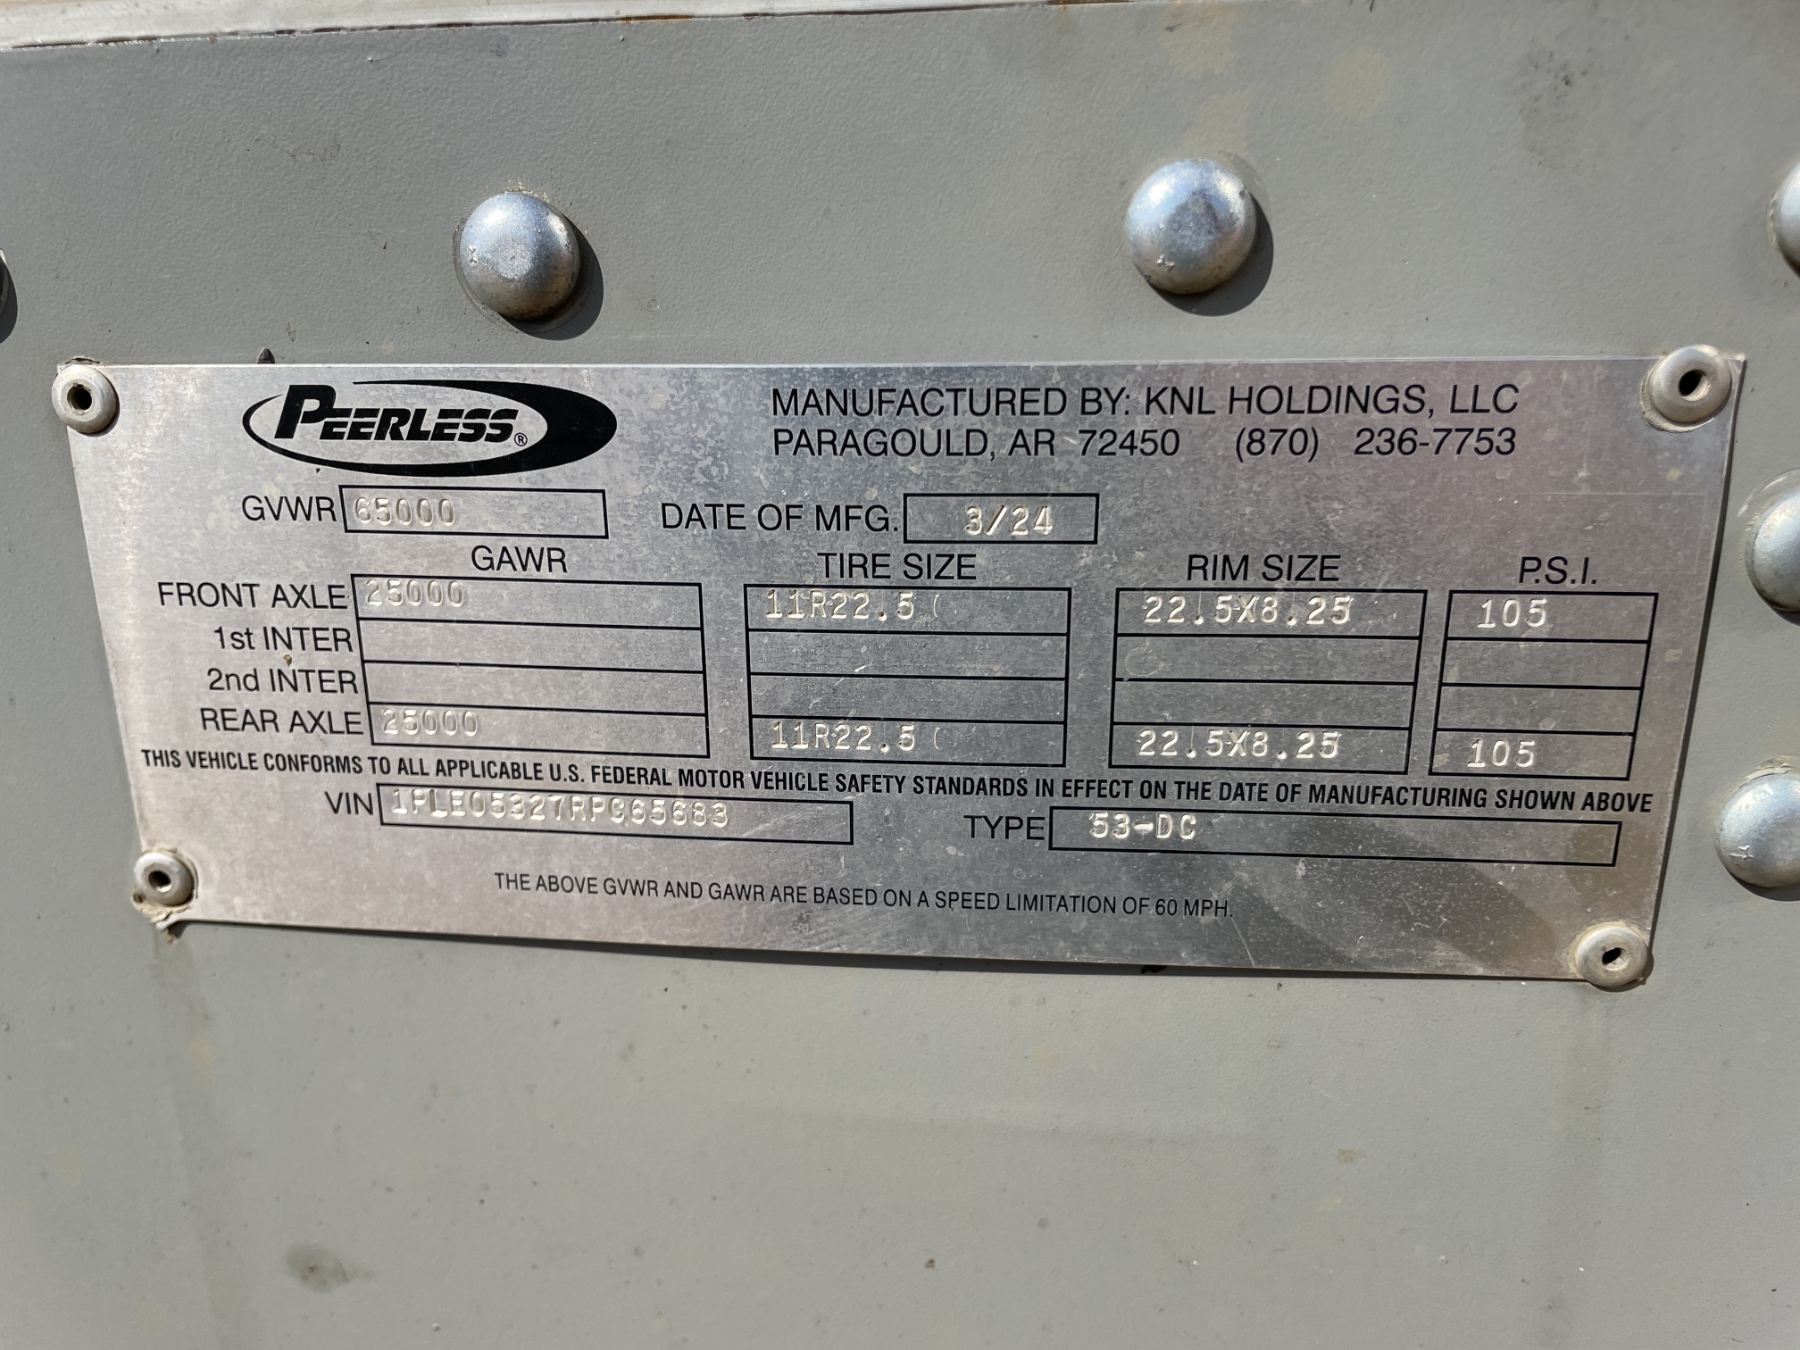 PEERLESS®
MANUFACTURED BY: KNL HOLDINGS, LLC
PARAGOULD, AR 72450 (870) 236-7753
GVWR 65000 DATE OF MFG. 3/24
GAWR TIRE SIZE RIM SIZE P.S.I.
FRONT AXLE 25000 11R22.5 ( 22.5X8.25 105
1st INTER
2nd INTER
REAR AXLE 25000 11R22.5 ( 22.5X8.25 105
THIS VEHICLE CONFORMS TO ALL APPLICABLE U.S. FEDERAL MOTOR VEHICLE SAFETY STANDARDS IN EFFECT ON THE DATE OF MANUFACTURING SHOWN ABOVE
VIN 1PLE05327RPG65683 TYPE 53-DC
THE ABOVE GVWR AND GAWR ARE BASED ON A SPEED LIMITATION OF 60 MPH.